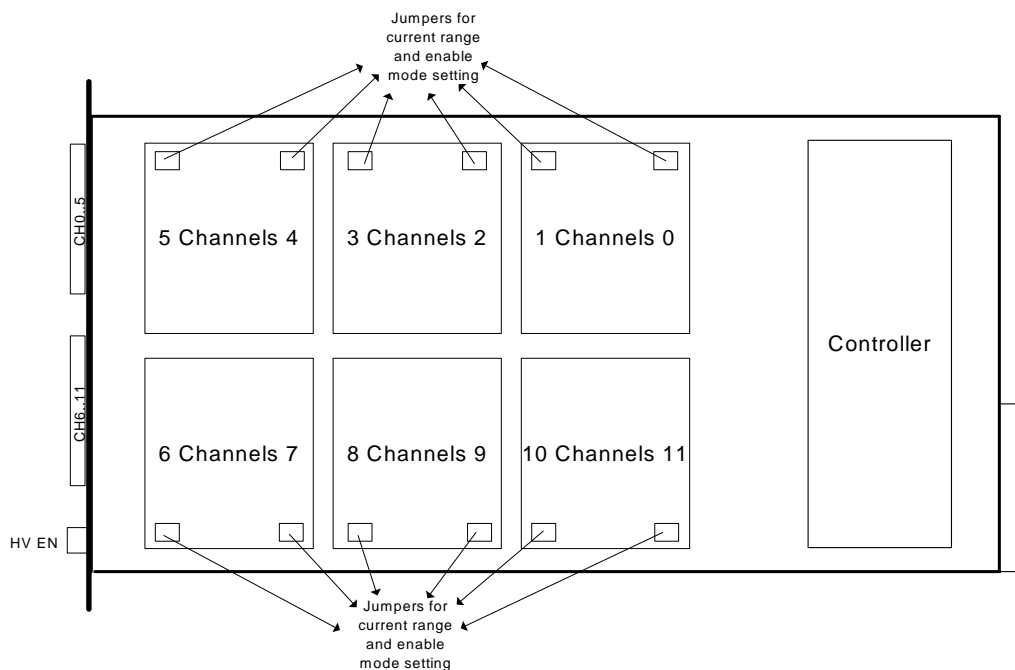 Jumpers for
current range
and enable
mode setting
CH0..5
5 Channels 4
3 Channels 2
1 Channels 0
Controller
CH6..11
6 Channels 7
8 Channels 9
10 Channels 11
HV EN
Jumpers for
current range
and enable
mode setting